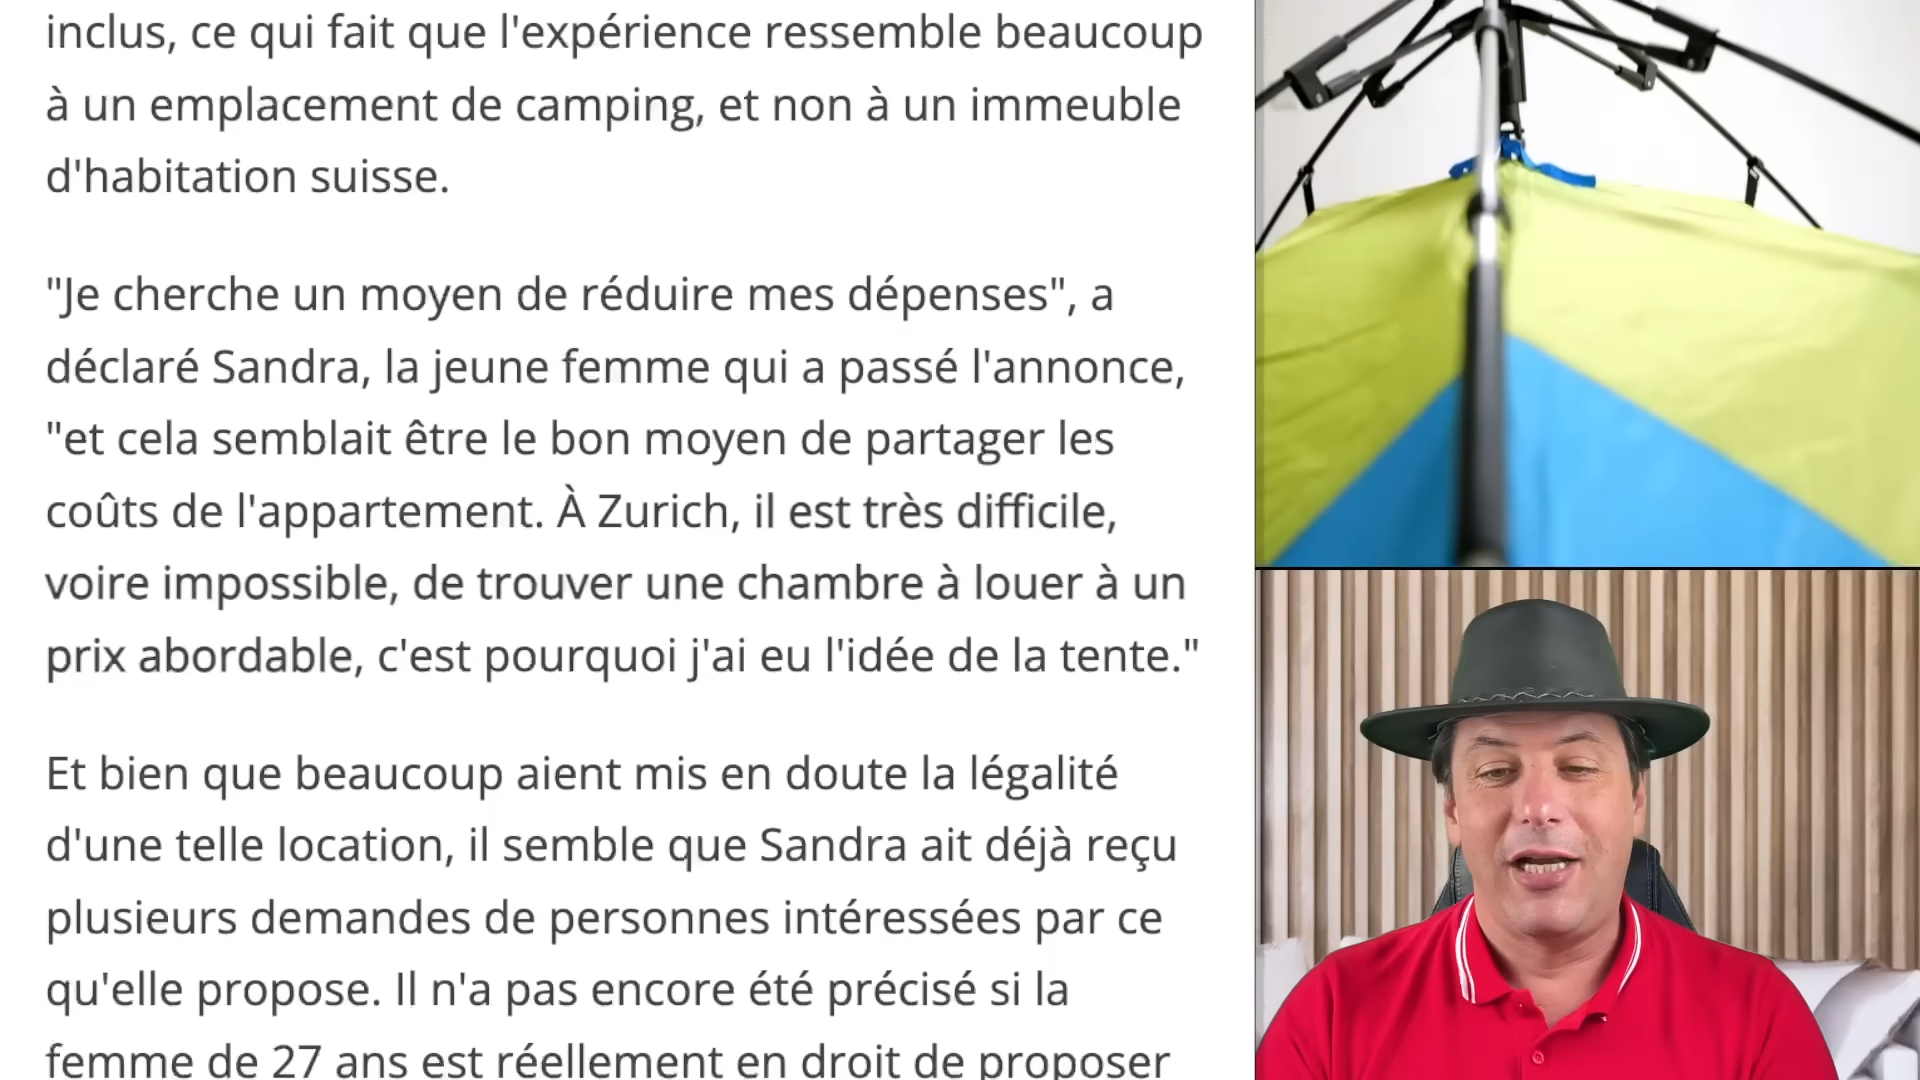 inclus, ce qui fait que l'expérience ressemble beaucoup
à un emplacement de camping, et non à un immeuble
d'habitation suisse.
"Je cherche un moyen de réduire mes dépenses", a
déclaré Sandra, la jeune femme qui a passé l'annonce,
"et cela semblait être le bon moyen de partager les
coûts de l'appartement. À Zurich, il est très difficile,
voire impossible, de trouver une chambre à louer à un
prix abordable, c'est pourquoi j'ai eu l'idée de la tente."
Et bien que beaucoup aient mis en doute la légalité
d'une telle location, il semble que Sandra ait déjà reçu
plusieurs demandes de personnes intéressées par ce
qu'elle propose. Il n'a pas encore été précisé si la
femme de 27 ans est réellement en droit de proposer